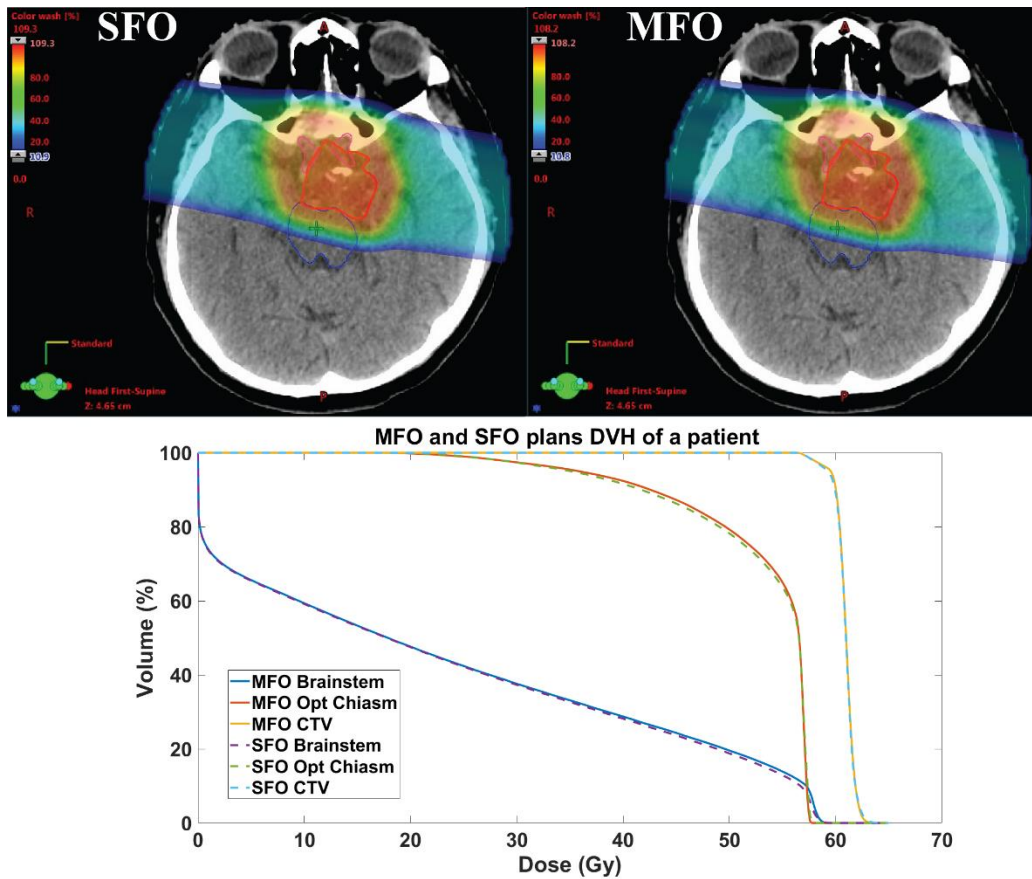 Color wash [%]
SFO
109.3
109.3
80.0
60.0
40.0
20.0
10.9
0.0
A
R
Standard
Head First-Supine
Z: 4.65 cm
P
Color wash [%]
MFO
108.2
108.2
80.0
60.0
40.0
20.0
10.8
0.0
A
R
Standard
Head First-Supine
Z: 4.65 cm
P
MFO and SFO plans DVH of a patient
Volume (%)
100
80
60
40
20
0
MFO Brainstem
MFO Opt Chiasm
MFO CTV
SFO Brainstem
SFO Opt Chiasm
SFO CTV
0 10 20 30 40 50 60 70
Dose (Gy)